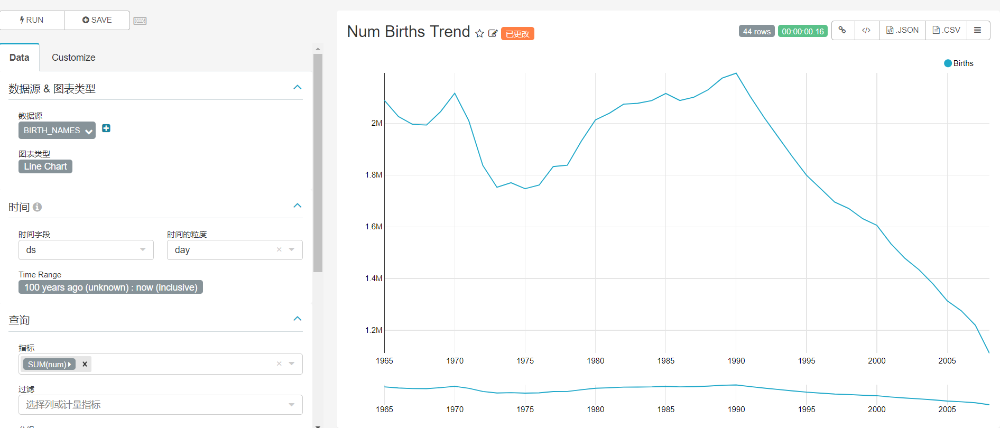 RUN
SAVE
Data
Customize
数据源 & 图表类型
数据源
BIRTH_NAMES
图表类型
Line Chart
时间
时间字段
时间的粒度
ds
day
Time Range
100 years ago (unknown) : now (inclusive)
查询
指标
SUM(num)
过滤
选择列或计量指标
Num Births Trend
已更改
44 rows
00:00:00.16
</>
.JSON
.CSV
Births
2M
1.8M
1.6M
1.4M
1.2M
1965 1970 1975 1980 1985 1990 1995 2000 2005
1965 1970 1975 1980 1985 1990 1995 2000 2005